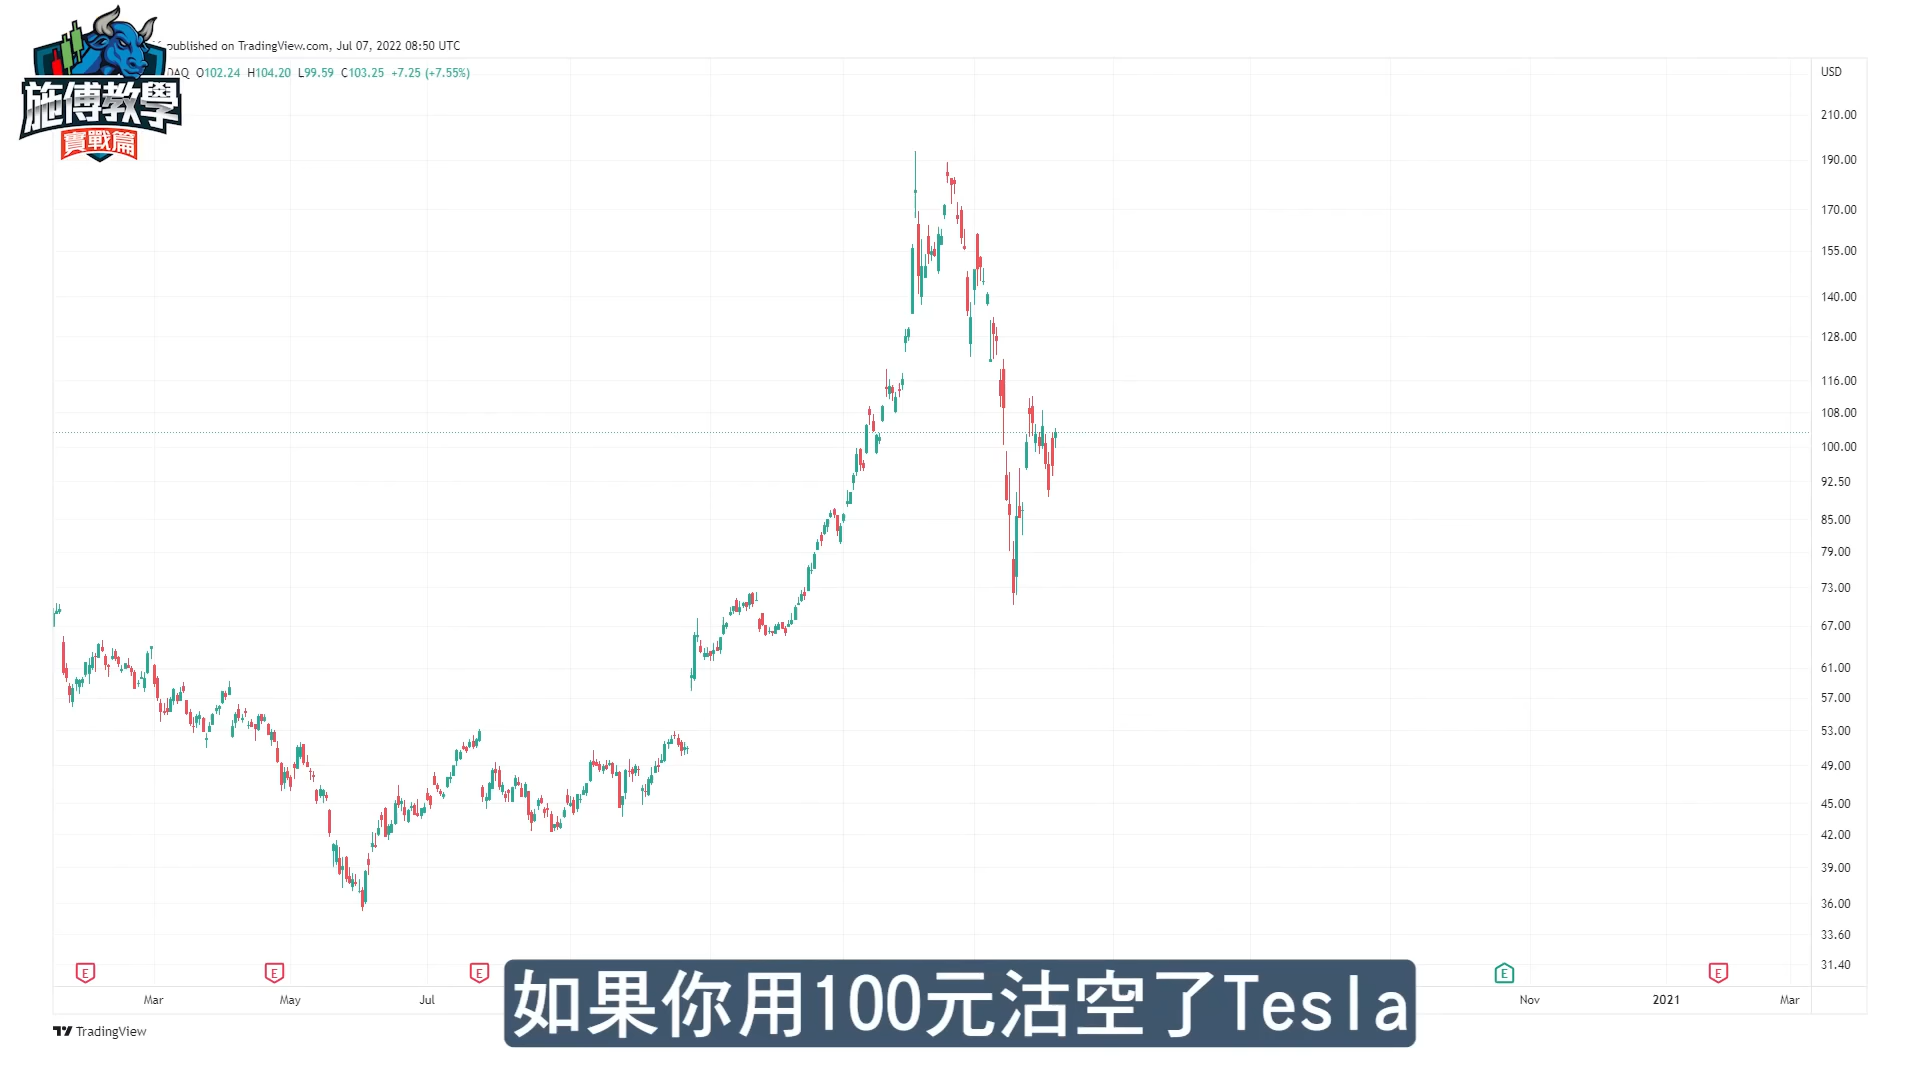 published on TradingView.com, Jul 07, 2022 08:50 UTC
DAQ O102.24 H104.20 L99.59 C103.25 +7.25 (+7.55%)
施傅教學
實戰篇
USD
210.00
190.00
170.00
155.00
140.00
128.00
116.00
108.00
100.00
92.50
85.00
79.00
73.00
67.00
61.00
57.00
53.00
49.00
45.00
42.00
39.00
36.00
33.60
31.40
E E E E E
Mar May Jul Nov 2021 Mar
如果你用100元沽空了Tesla
TradingView